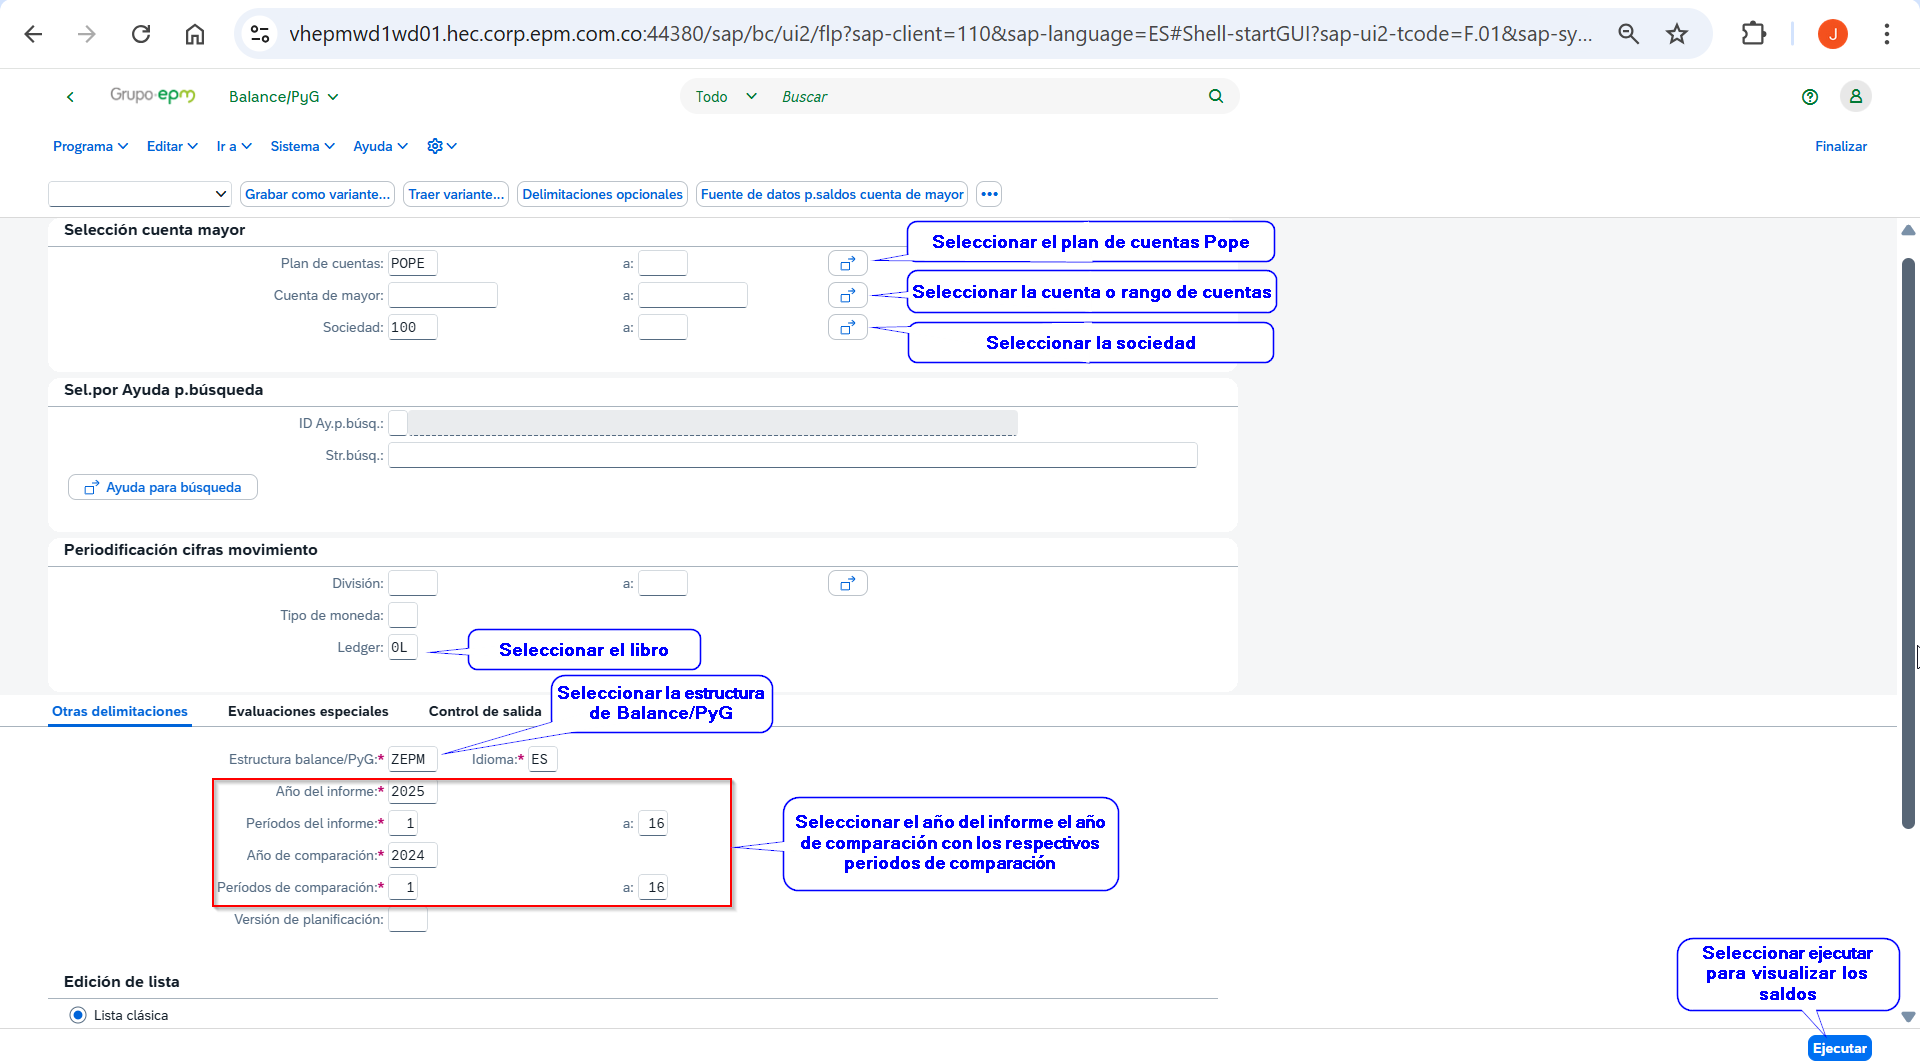 vhepmwd1wd01.hec.corp.epm.com.co:44380/sap/bc/ui2/flp?sap-client=110&sap-language=ES#Shell-startGUI?sap-ui2-tcode=F.01&sap-sy...
J
Grupo·epm
Balance/PyG
Todo
Buscar
Programa
Editar
Ir a
Sistema
Ayuda
Finalizar
Grabar como variante...
Traer variante...
Delimitaciones opcionales
Fuente de datos p.saldos cuenta de mayor
Selección cuenta mayor
Seleccionar el plan de cuentas Pope
Plan de cuentas: POPE a:
Seleccionar la cuenta o rango de cuentas
Cuenta de mayor: a:
Sociedad: 100 a:
Seleccionar la sociedad
Sel.por Ayuda p.búsqueda
ID Ay.p.búsq.:
Str.búsq.:
Ayuda para búsqueda
Periodificación cifras movimiento
División: a:
Tipo de moneda:
Ledger: 0L
Seleccionar el libro
Seleccionar la estructura
de Balance/PyG
Otras delimitaciones
Evaluaciones especiales
Control de salida
Estructura balance/PyG:* ZEPM Idioma:* ES
Año del informe:* 2025
Períodos del informe:* 1 a: 16
Año de comparación:* 2024
Períodos de comparación:* 1 a: 16
Seleccionar el año del informe el año
de comparación con los respectivos
periodos de comparación
Versión de planificación:
Seleccionar ejecutar
para visualizar los
saldos
Edición de lista
Lista clásica
Ejecutar